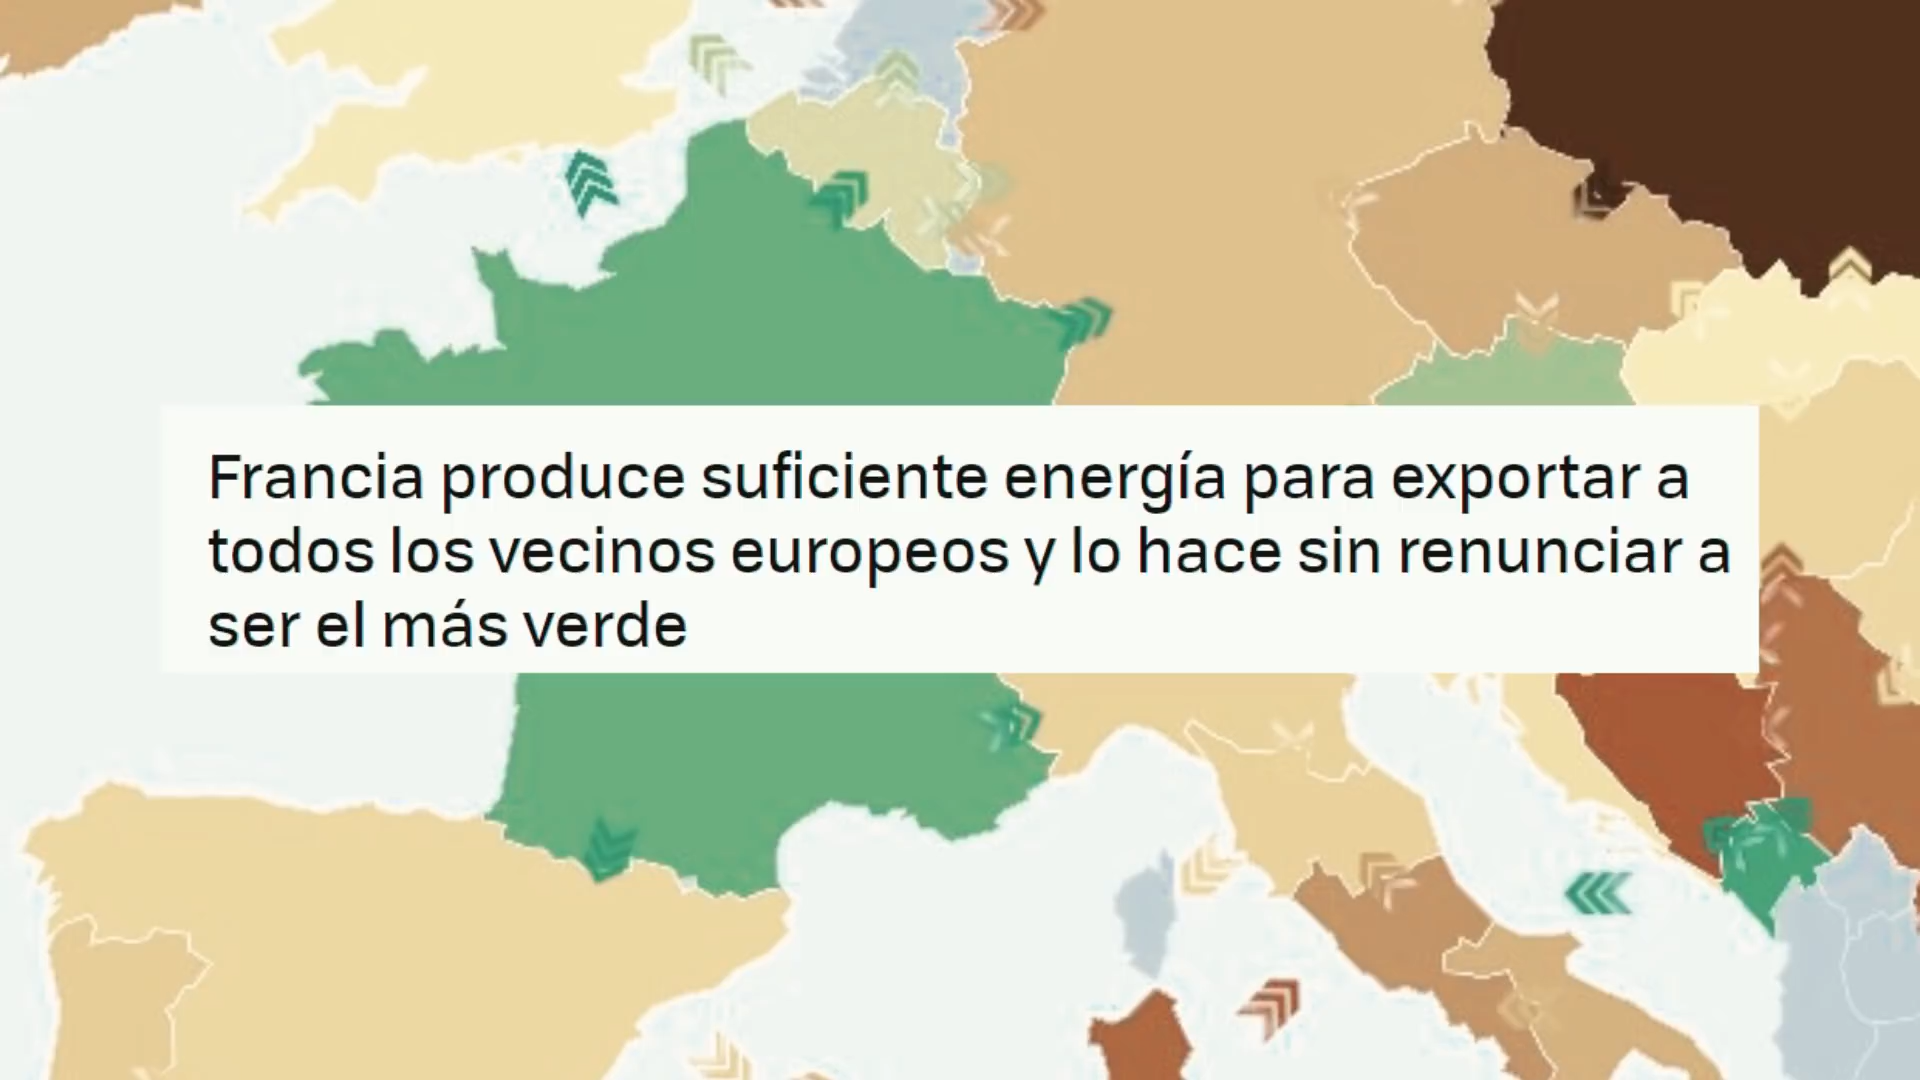 Francia produce suficiente energía para exportar a
todos los vecinos europeos y lo hace sin renunciar a
ser el más verde